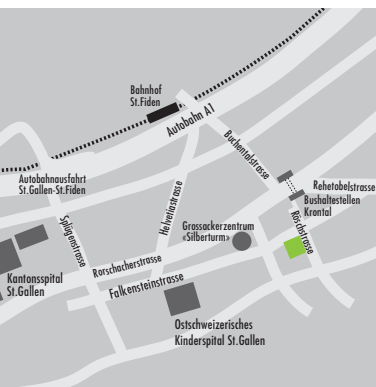 Bahnhof
St.Fiden
Autobahn A1
Buchentalstrasse
Autobahnausfahrt
St.Gallen-St.Fiden
Rehetobelstrasse
Bushaltestellen
Krontal
Helvetiastrasse
Splügenstrasse
Röschstrasse
Grossackerzentrum
«Silberturm»
Rorschacherstrasse
Kantonsspital
St.Gallen
Falkensteinstrasse
Ostschweizerisches
Kinderspital St.Gallen